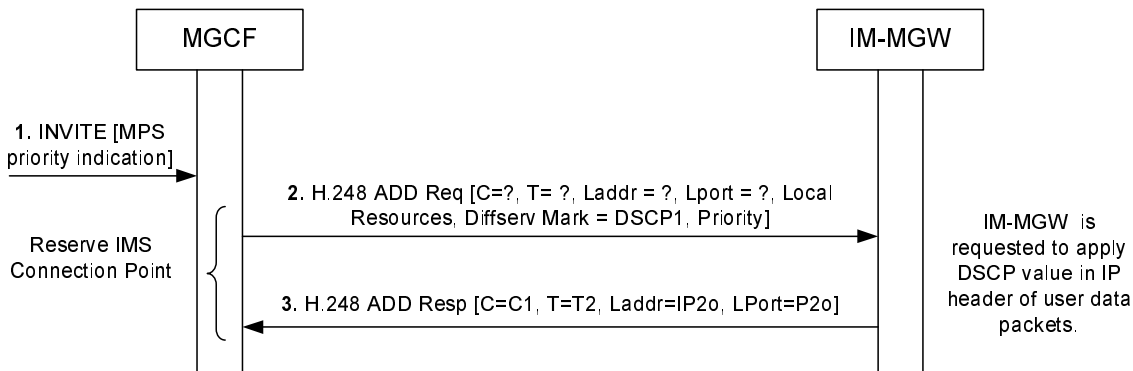 MGCF
IM-MGW
1. INVITE [MPS
priority indication]
2. H.248 ADD Req [C=?, T= ?, Laddr = ?, Lport = ?, Local
Resources, Diffserv Mark = DSCP1, Priority]
Reserve IMS
Connection Point
IM-MGW is
requested to apply
DSCP value in IP
header of user data
packets.
3. H.248 ADD Resp [C=C1, T=T2, Laddr=IP2o, LPort=P2o]